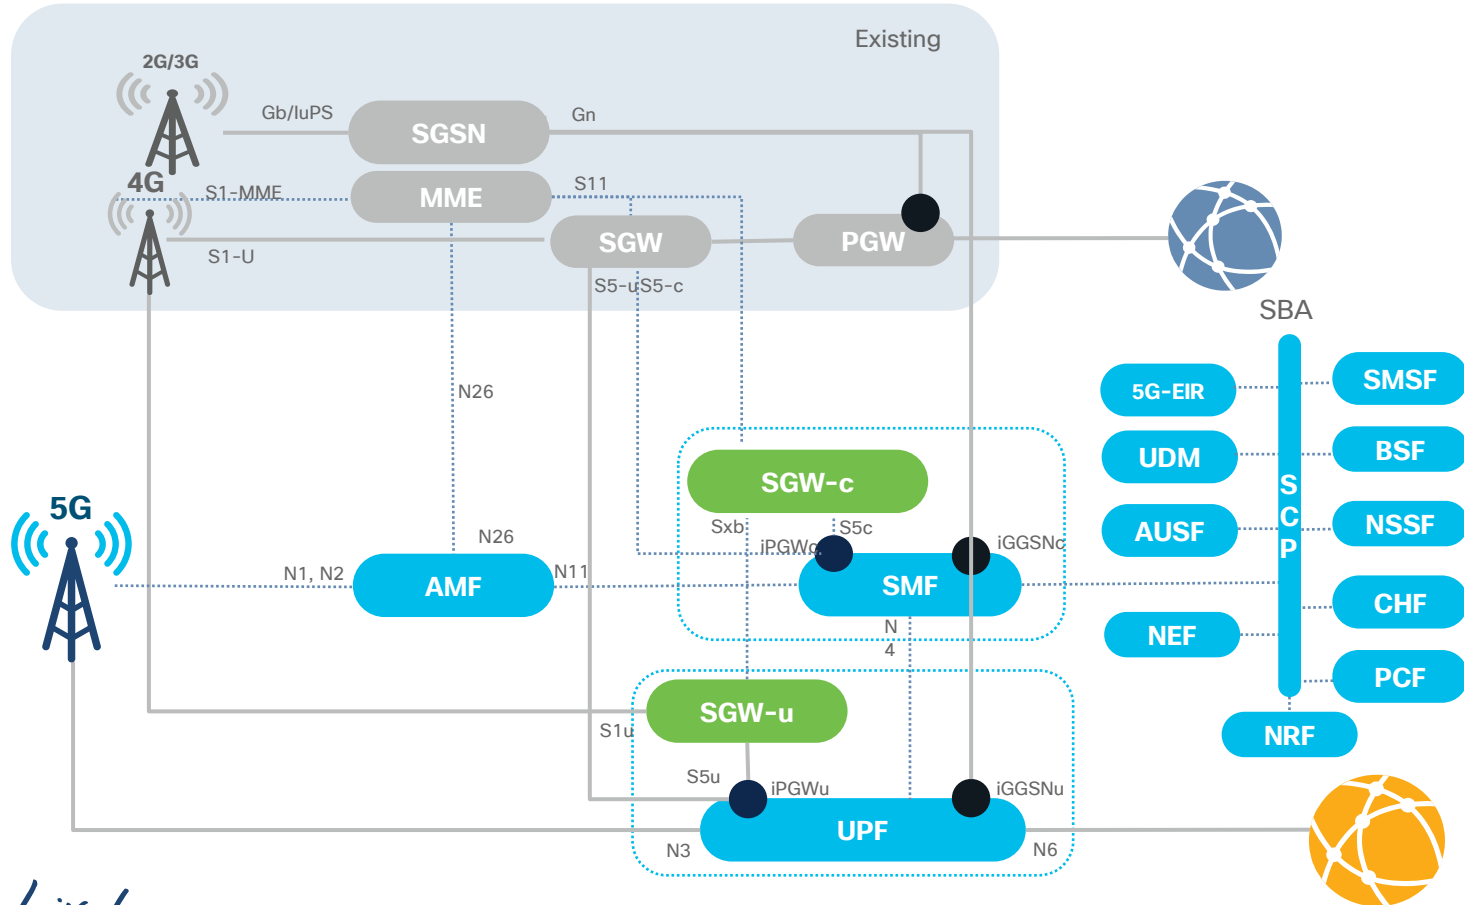 Existing
2G/3G
Gb/IuPS
SGSN
Gn
4G
S1-MME
MME
S11
S1-U
SGW
PGW
S5-u
S5-c
SBA
N26
5G-EIR
SMSF
UDM
BSF
SGW-c
S
C
P
5G
Sxb
S5c
AUSF
NSSF
N26
iPGWc
iGGSNc
N1, N2
AMF
N11
SMF
CHF
N
4
NEF
PCF
SGW-u
S1u
NRF
S5u
iPGWu
iGGSNu
UPF
N3
N6